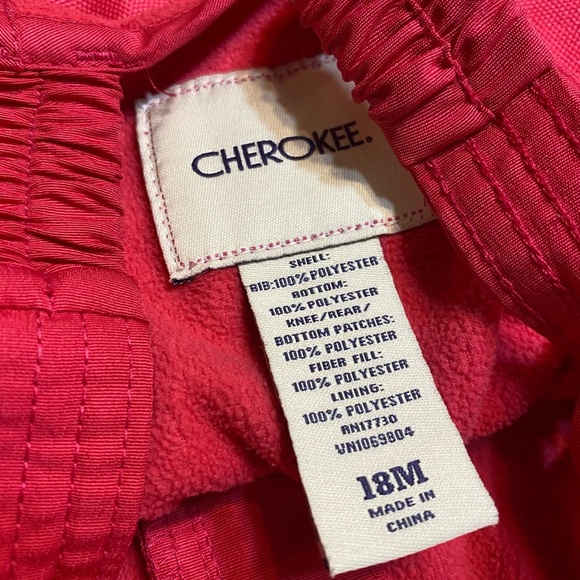 CHEROKEE.
SHELL:
BIB:100% POLYESTER
BOTTOM:
100% POLYESTER
KNEE/REAR/
BOTTOM PATCHES:
100% POLYESTER
FIBER FILL:
100% POLYESTER
LINING:
100% POLYESTER
RN17730
VN1069804
18M
MADE IN
CHINA